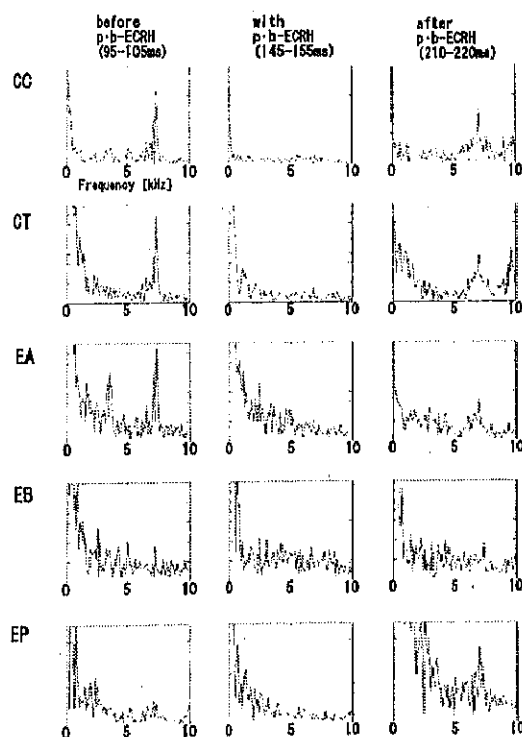 before with after
p·b-ECRH p·b-ECRH p·b-ECRH
(95-105ms) (145-155ms) (210-220ms)
CC
0 5 10 0 5 10 0 5 10
Frequency [kHz]
CT
0 5 10 0 5 10 0 5 10
EA
0 5 10 0 5 10 0 5 10
EB
0 5 10 0 5 10 0 5 10
EP
0 5 10 0 5 10 0 5 10